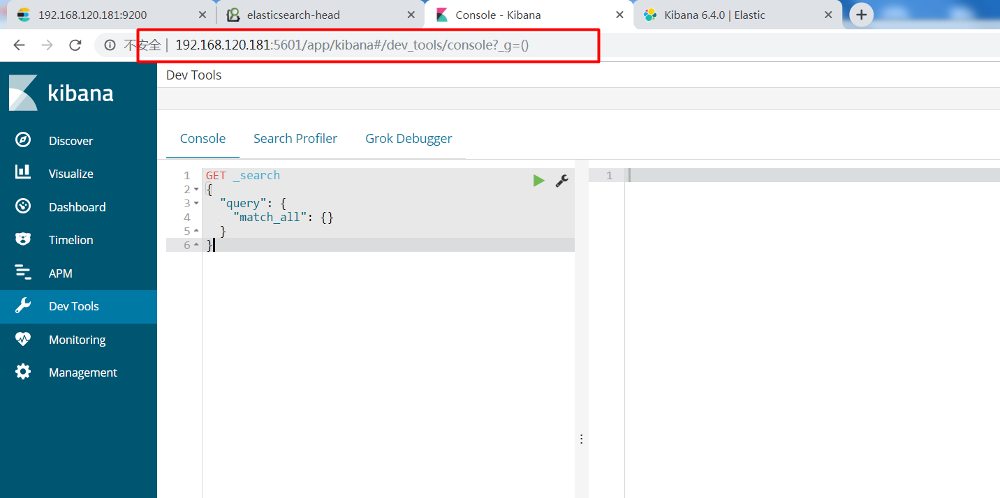 192.168.120.181:9200
elasticsearch-head
Console - Kibana
Kibana 6.4.0 | Elastic
不安全 | 192.168.120.181:5601/app/kibana#/dev_tools/console?_g=()
kibana
Discover
Visualize
Dashboard
Timelion
APM
Dev Tools
Monitoring
Management
Dev Tools
Console Search Profiler Grok Debugger
1 GET _search
2 {
3 "query": {
4 "match_all": {}
5 }
6 }
1